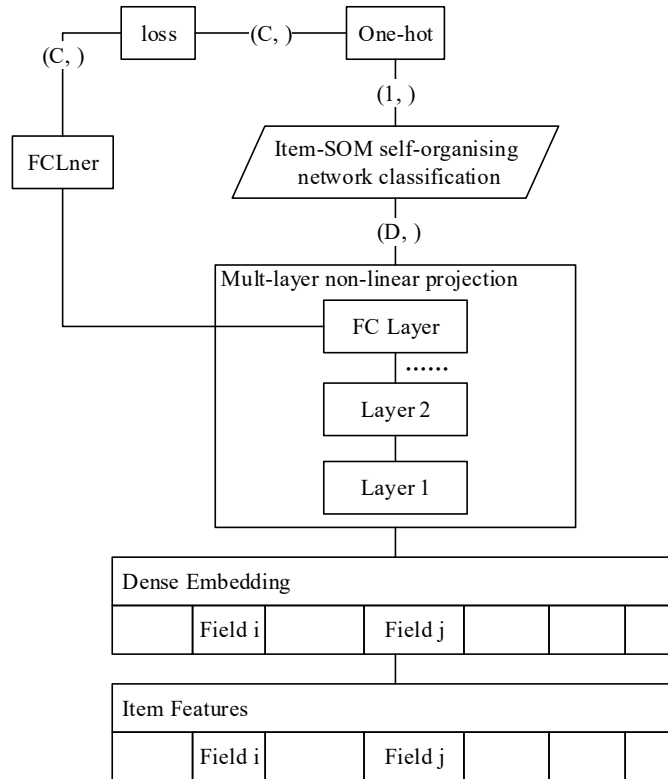 loss
(C, )
One-hot
(C, )
(1, )
FCLner
Item-SOM self-organising
network classification
(D, )
Mult-layer non-linear projection
FC Layer
......
Layer 2
Layer 1
Dense Embedding
Field i
Field j
Item Features
Field i
Field j